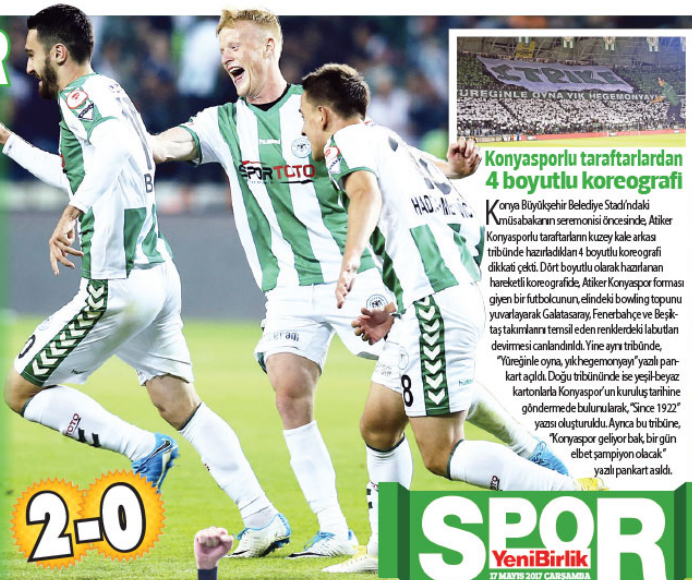 R
STRIKE
YÜREĞİNLE OYNA YIK HEGEMONYAYI
Konyasporlu taraftarlardan
4 boyutlu koreografi
Konya Büyükşehir Belediye Stadı'ndaki
müsabakanın seremonisi öncesinde, Atiker
Konyasporlu taraftarların kuzey kale arkası
tribünde hazırladıkları 4 boyutlu koreografi
dikkati çekti. Dört boyutlu olarak hazırlanan
hareketli koreografide, Atiker Konyaspor forması
giyen bir futbolcunun, elindeki bowling topunu
yuvarlayarak Galatasaray, Fenerbahçe ve Beşik-
taş takımlarını temsil eden renklerdeki labutları
devirmesi canlandırıldı. Yine aynı tribünde,
"Yüreğinle oyna, yık hegemonyayı" yazılı pan-
kart açıldı. Doğu tribününde ise yeşil-beyaz
kartonlarla Konyaspor'un kuruluş tarihine
göndermede bulunularak, "Since 1922"
yazısı oluşturuldu. Ayrıca bu tribüne,
"Konyaspor geliyor bak, bir gün
elbet şampiyon olacak"
yazılı pankart asıldı.
hummel
SPOR TOTO
8
2-0
SPOR
YeniBirlik
17 MAYIS 2017 ÇARŞAMBA